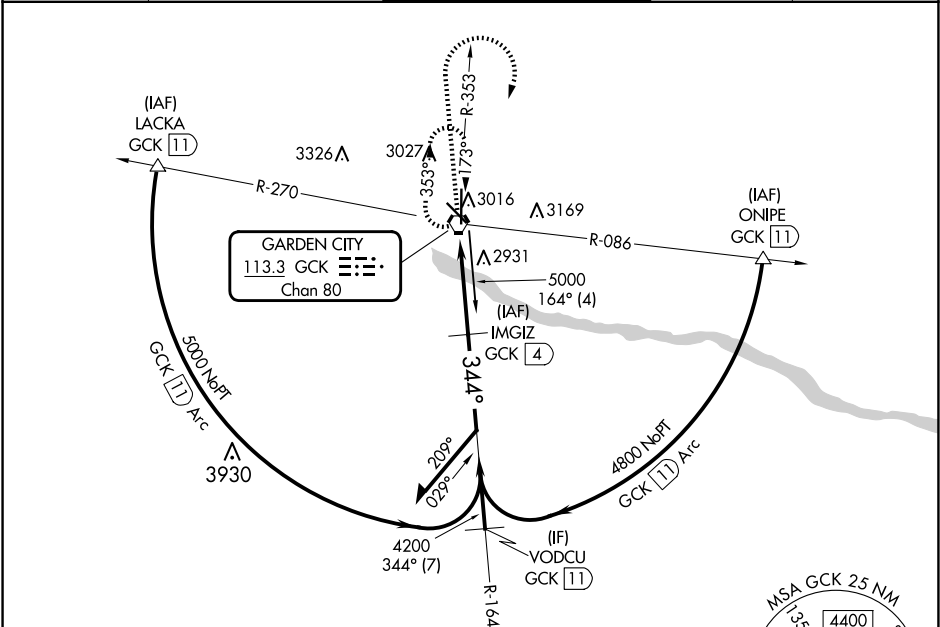 R-353
(IAF)
LACKA
GCK 11
3326
3027
353°
173°
R-270
3016
3169
(IAF)
ONIPE
GCK 11
R-086
GARDEN CITY
113.3 GCK
Chan 80
2931
5000
164° (4)
(IAF)
IMGIZ
GCK 4
344°
5000 NoPT
GCK 11 Arc
4800 NoPT
GCK 11 Arc
3930
209°
029°
4200
344° (7)
(IF)
VODCU
GCK 11
R-164
MSA GCK 25 NM
4400